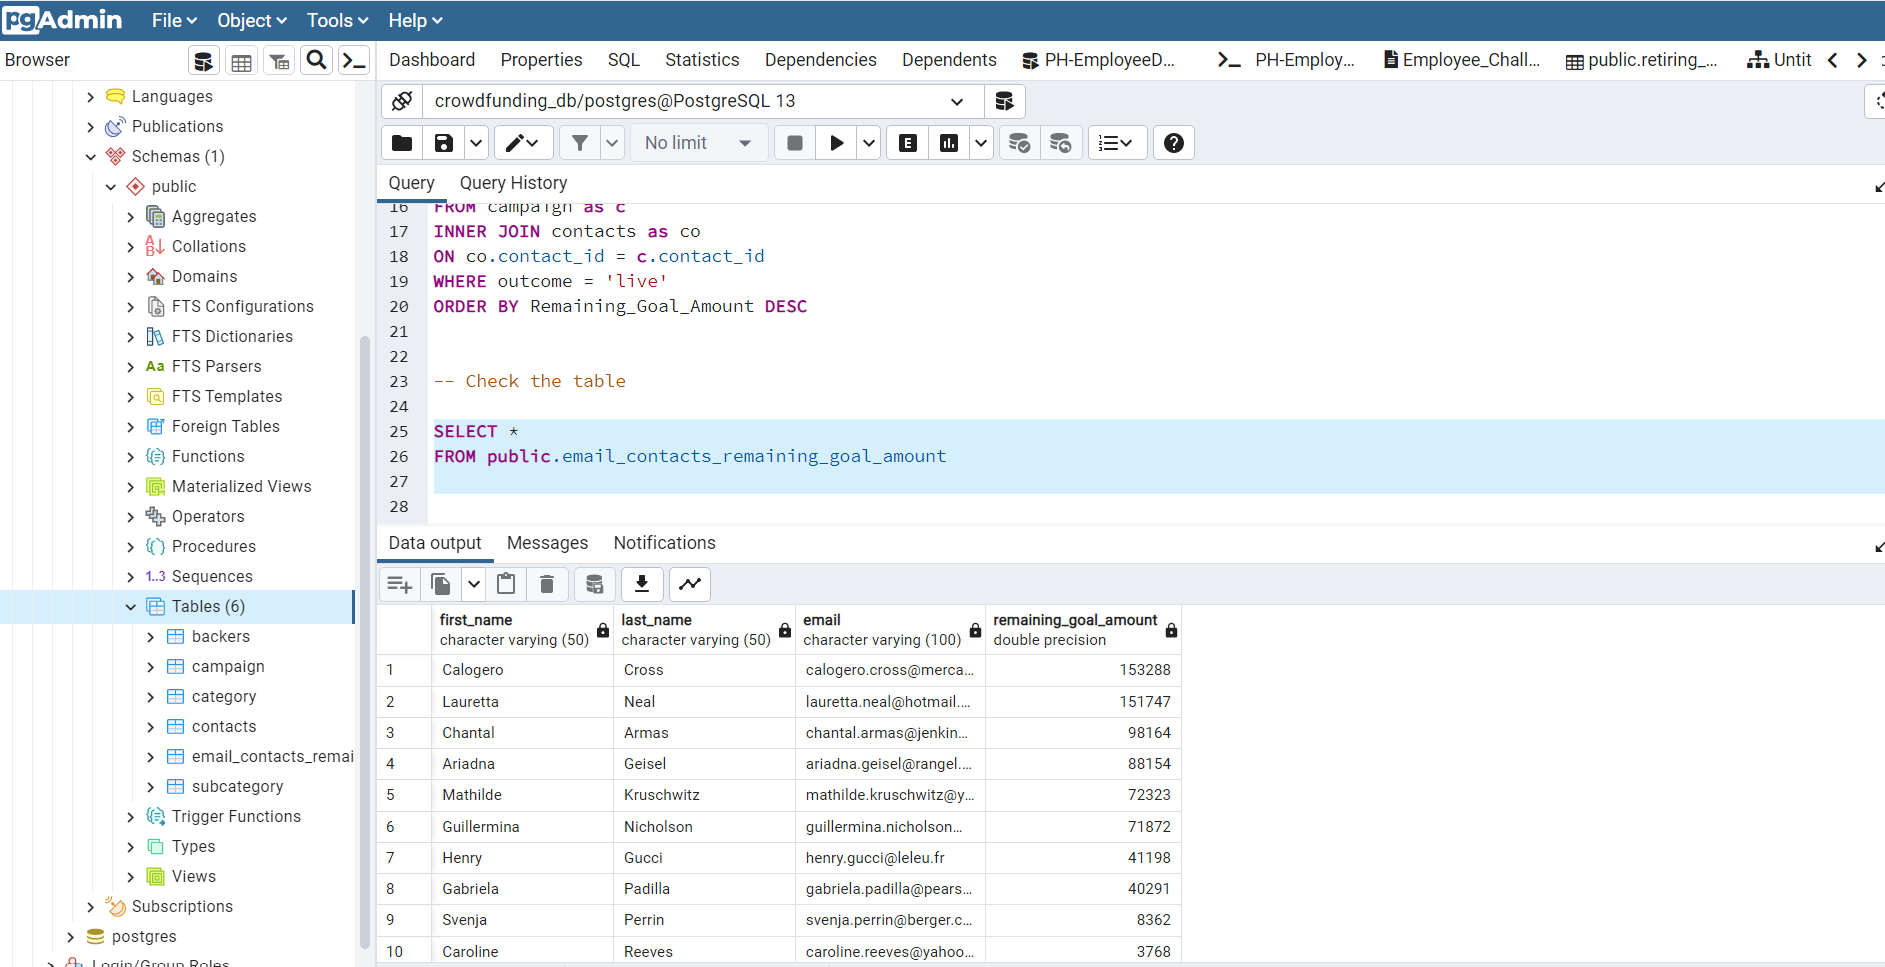 pgAdmin File Object Tools Help
Browser
Dashboard Properties SQL Statistics Dependencies Dependents PH-EmployeeD... PH-Employ... Employee_Chall... public.retiring_... Untit
Languages
Publications
Schemas (1)
public
Aggregates
Collations
Domains
FTS Configurations
FTS Dictionaries
Aa FTS Parsers
FTS Templates
Foreign Tables
Functions
Materialized Views
Operators
Procedures
1..3 Sequences
Tables (6)
backers
campaign
category
contacts
email_contacts_remai
subcategory
Trigger Functions
Types
Views
Subscriptions
postgres
Login/Group Roles
crowdfunding_db/postgres@PostgreSQL 13
No limit
E
Query Query History
16 FROM campaign as c
17 INNER JOIN contacts as co
18 ON co.contact_id = c.contact_id
19 WHERE outcome = 'live'
20 ORDER BY Remaining_Goal_Amount DESC
21
22
23 -- Check the table
24
25 SELECT *
26 FROM public.email_contacts_remaining_goal_amount
27
28
Data output Messages Notifications
first_name last_name email remaining_goal_amount
character varying (50) character varying (50) character varying (100) double precision
1 Calogero Cross calogero.cross@merca... 153288
2 Lauretta Neal lauretta.neal@hotmail.... 151747
3 Chantal Armas chantal.armas@jenkin... 98164
4 Ariadna Geisel ariadna.geisel@rangel.... 88154
5 Mathilde Kruschwitz mathilde.kruschwitz@y... 72323
6 Guillermina Nicholson guillermina.nicholson... 71872
7 Henry Gucci henry.gucci@leleu.fr 41198
8 Gabriela Padilla gabriela.padilla@pears... 40291
9 Svenja Perrin svenja.perrin@berger.c... 8362
10 Caroline Reeves caroline.reeves@yahoo... 3768